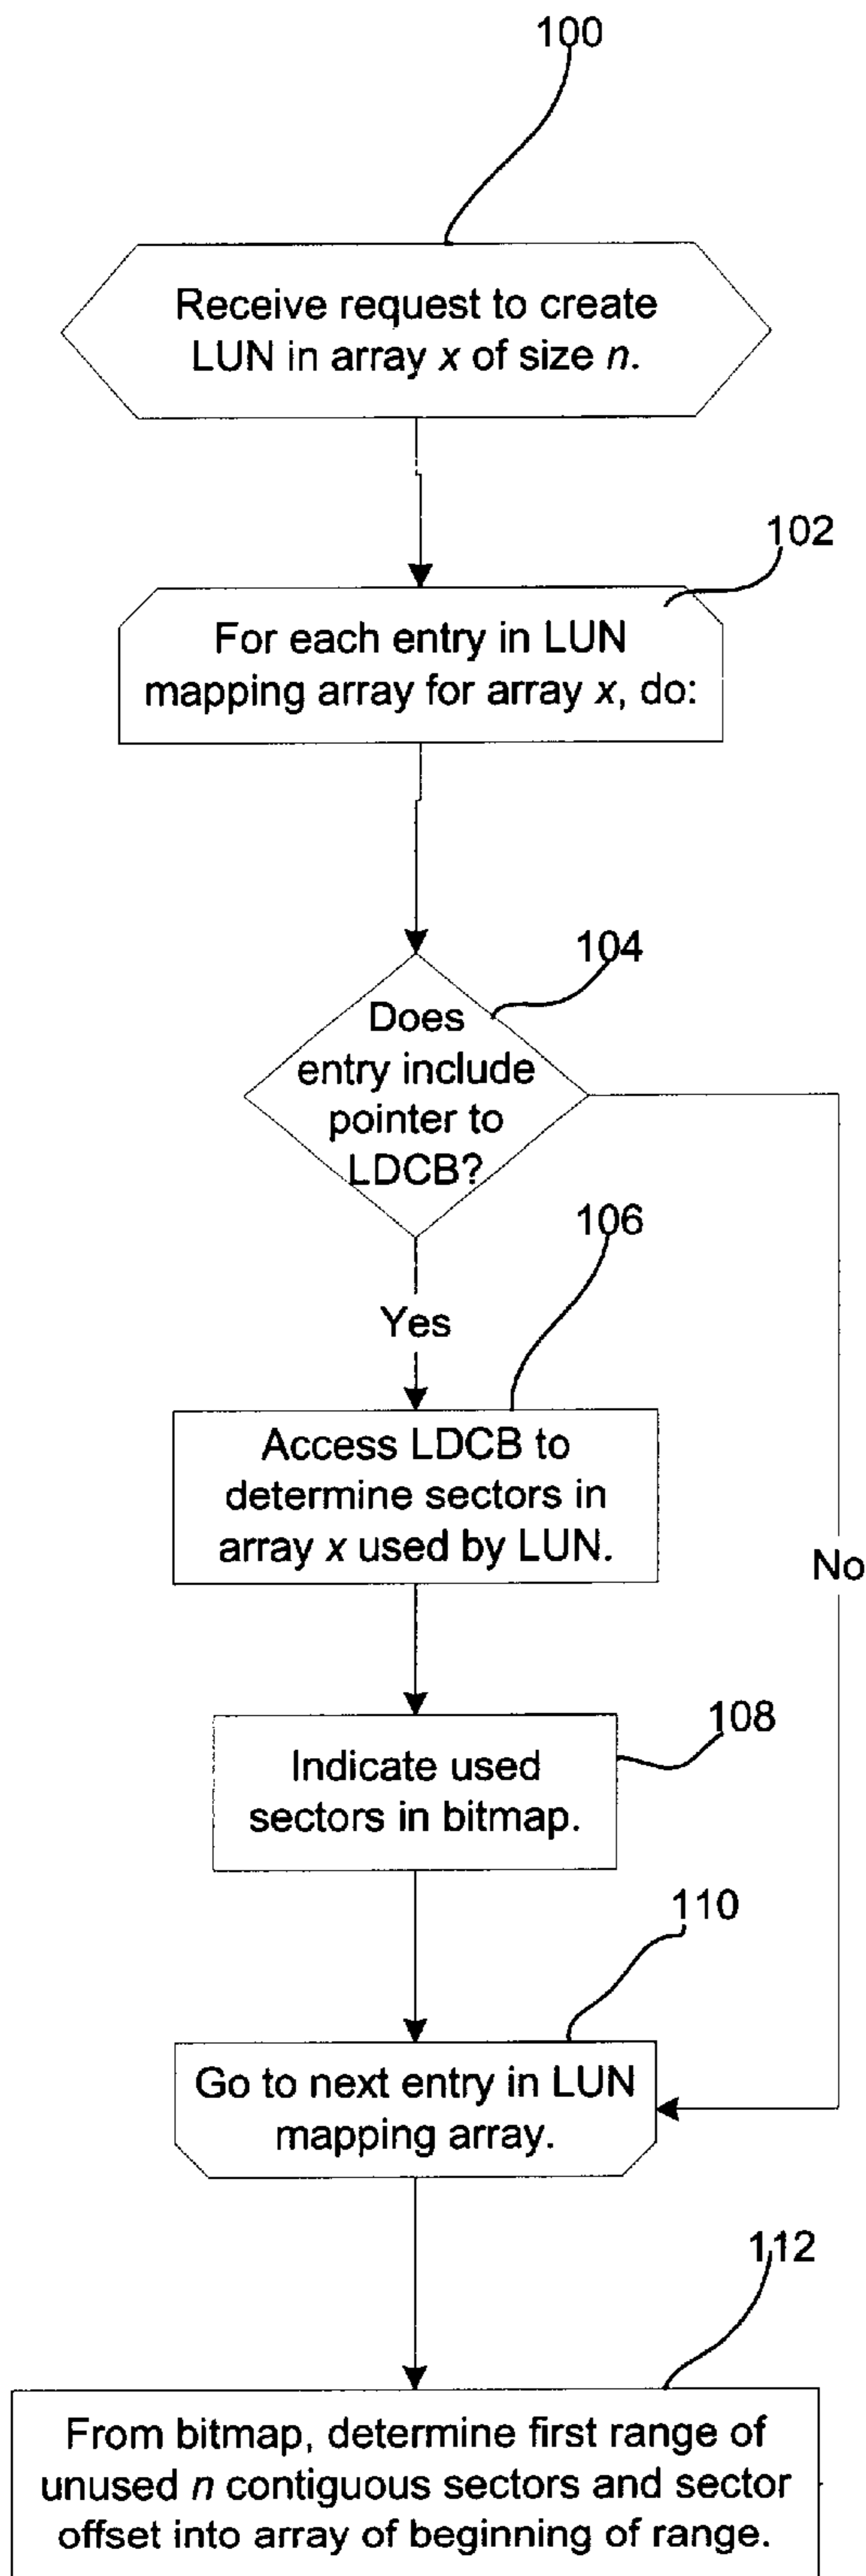 100
Receive request to create
LUN in array x of size n.
102
For each entry in LUN
mapping array for array x, do:
104
Does
entry include
pointer to
LDCB?
106
Yes
Access LDCB to
determine sectors in
array x used by LUN.
No
108
Indicate used
sectors in bitmap.
110
Go to next entry in LUN
mapping array.
112
From bitmap, determine first range of
unused n contiguous sectors and sector
offset into array of beginning of range.